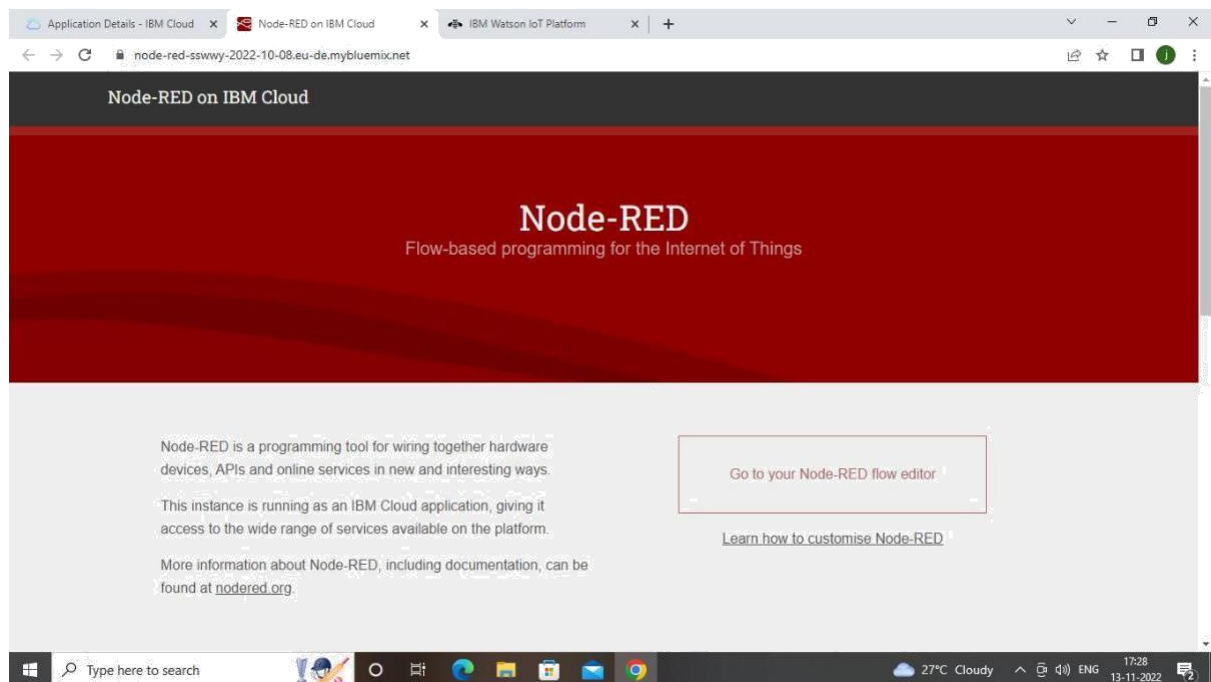 Application Details - IBM Cloud
Node-RED on IBM Cloud
IBM Watson IoT Platform
node-red-sswwy-2022-10-08.eu-de.mybluemix.net
j
Node-RED on IBM Cloud
Node-RED
Flow-based programming for the Internet of Things
Node-RED is a programming tool for wiring together hardware
devices, APIs and online services in new and interesting ways.
This instance is running as an IBM Cloud application, giving it
access to the wide range of services available on the platform.
More information about Node-RED, including documentation, can be
found at nodered.org.
Go to your Node-RED flow editor
Learn how to customise Node-RED
Type here to search
27°C Cloudy
ENG
17:28
13-11-2022
2